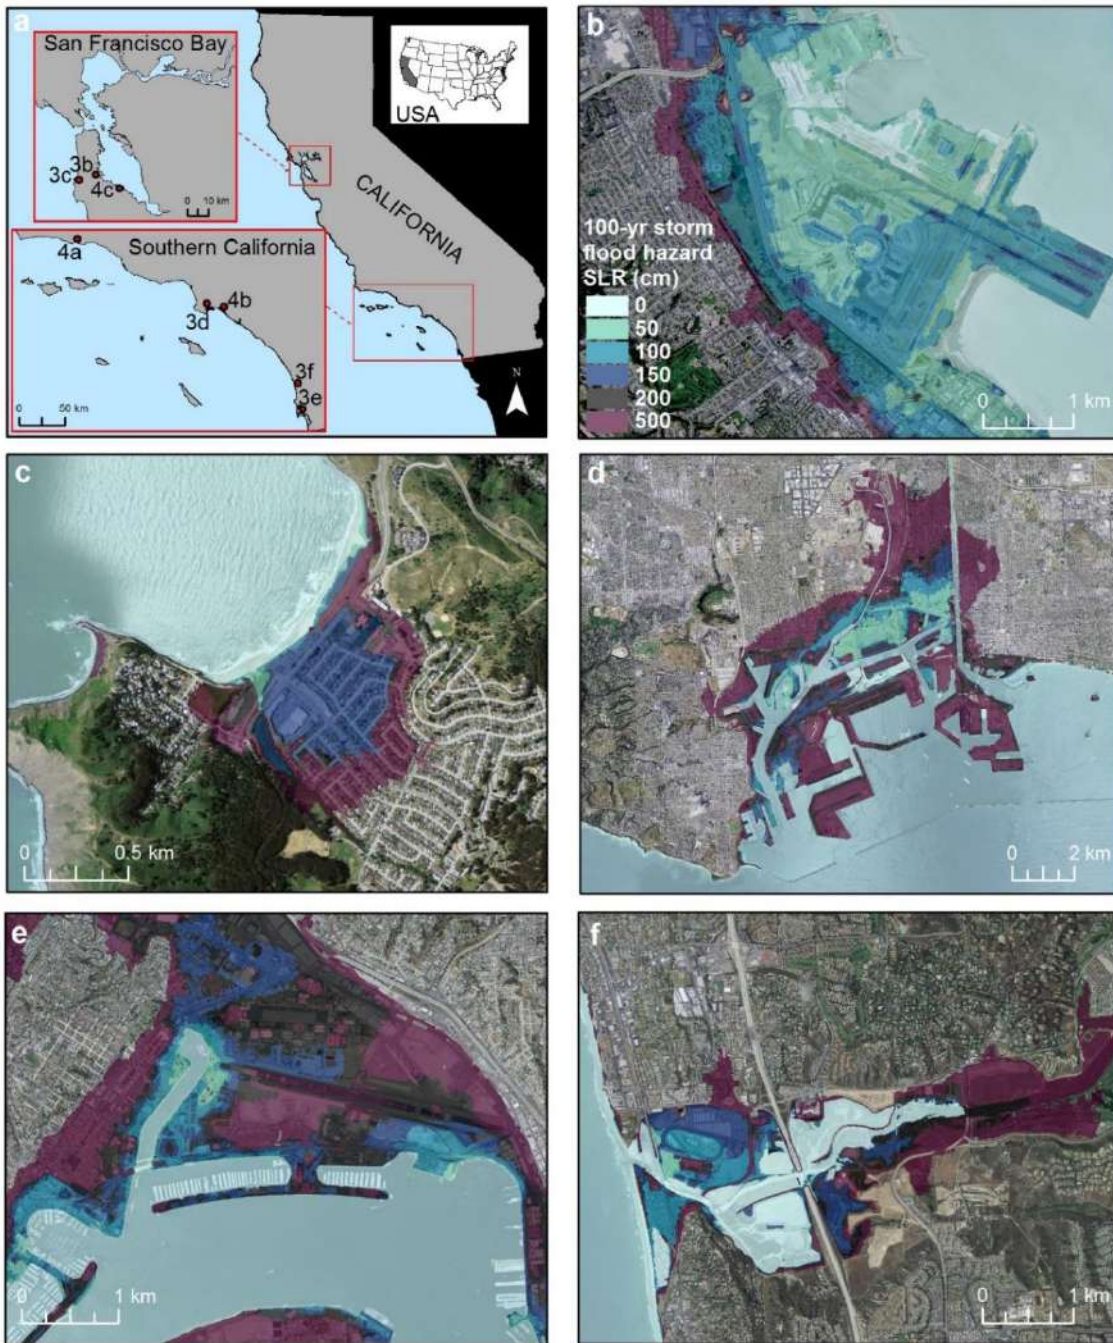 a
San Francisco Bay
3b
3c
4c
0 10 km
USA
CALIFORNIA
Southern California
4a
4b
3d
3f
3e
0 50 km
N
b
100-yr storm
flood hazard
SLR (cm)
0
50
100
150
200
500
0 1 km
c
0 0.5 km
d
0 2 km
e
0 1 km
f
0 1 km